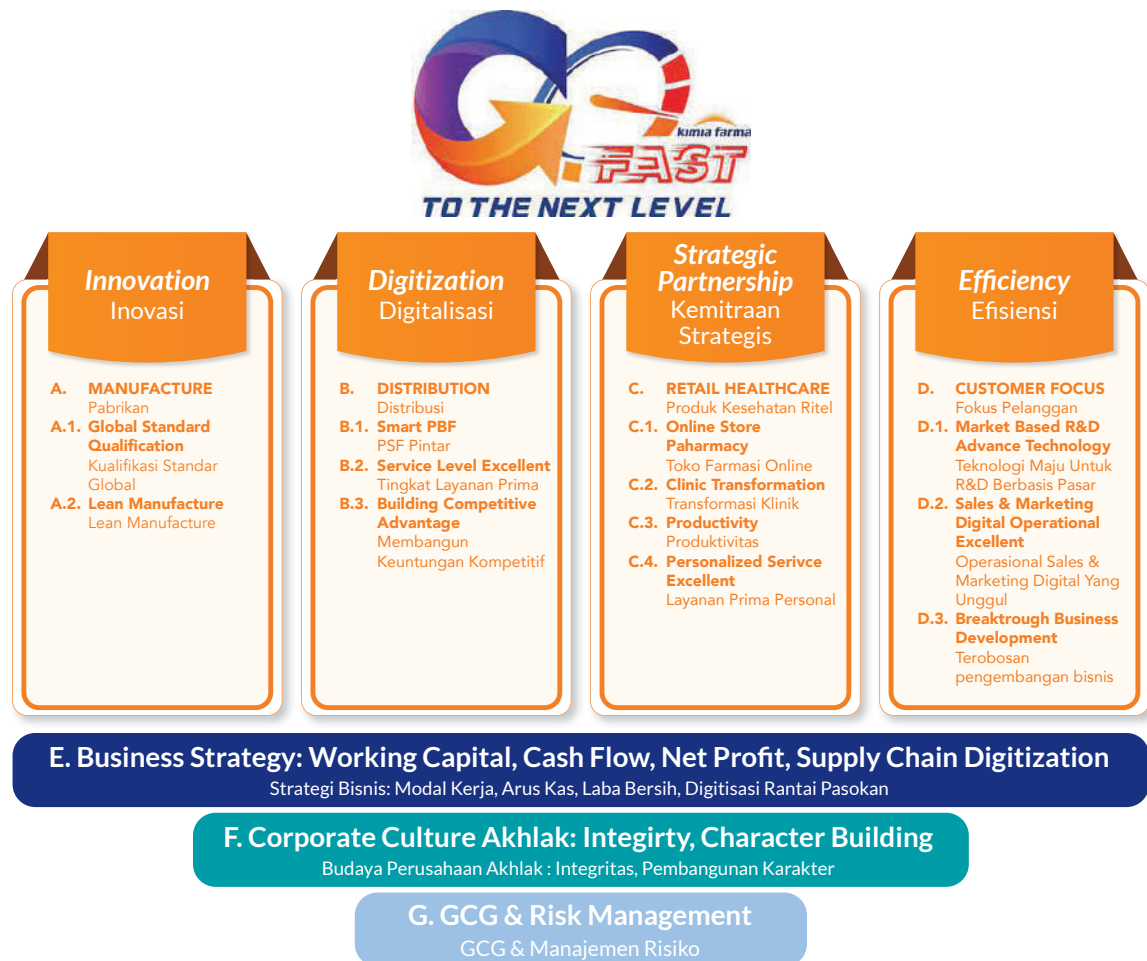 kimia farma
FAST
TO THE NEXT LEVEL
Innovation
Inovasi
A. MANUFACTURE
Pabrikan
A.1. Global Standard
Qualification
Kualifikasi Standar
Global
A.2. Lean Manufacture
Lean Manufacture
Digitization
Digitalisasi
B. DISTRIBUTION
Distribusi
B.1. Smart PBF
PSF Pintar
B.2. Service Level Excellent
Tingkat Layanan Prima
B.3. Building Competitive
Advantage
Membangun
Keuntungan Kompetitif
Strategic
Partnership
Kemitraan
Strategis
C. RETAIL HEALTHCARE
Produk Kesehatan Ritel
C.1. Online Store
Paharmacy
Toko Farmasi Online
C.2. Clinic Transformation
Transformasi Klinik
C.3. Productivity
Produktivitas
C.4. Personalized Serivce
Excellent
Layanan Prima Personal
Efficiency
Efisiensi
D. CUSTOMER FOCUS
Fokus Pelanggan
D.1. Market Based R&D
Advance Technology
Teknologi Maju Untuk
R&D Berbasis Pasar
D.2. Sales & Marketing
Digital Operational
Excellent
Operasional Sales &
Marketing Digital Yang
Unggul
D.3. Breaktrough Business
Development
Terobosan
pengembangan bisnis
E. Business Strategy: Working Capital, Cash Flow, Net Profit, Supply Chain Digitization
Strategi Bisnis: Modal Kerja, Arus Kas, Laba Bersih, Digitisasi Rantai Pasokan
F. Corporate Culture Akhlak: Integirty, Character Building
Budaya Perusahaan Akhlak : Integritas, Pembangunan Karakter
G. GCG & Risk Management
GCG & Manajemen Risiko